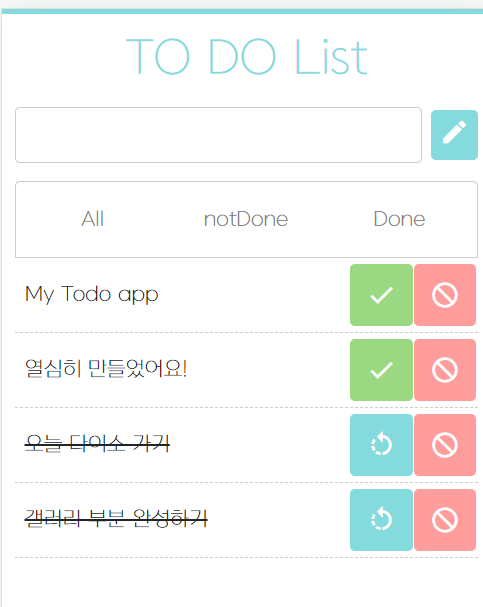 TO DO List
All notDone Done
My Todo app
열심히 만들었어요!
오늘 다이소 가기
갤러리 부분 완성하기